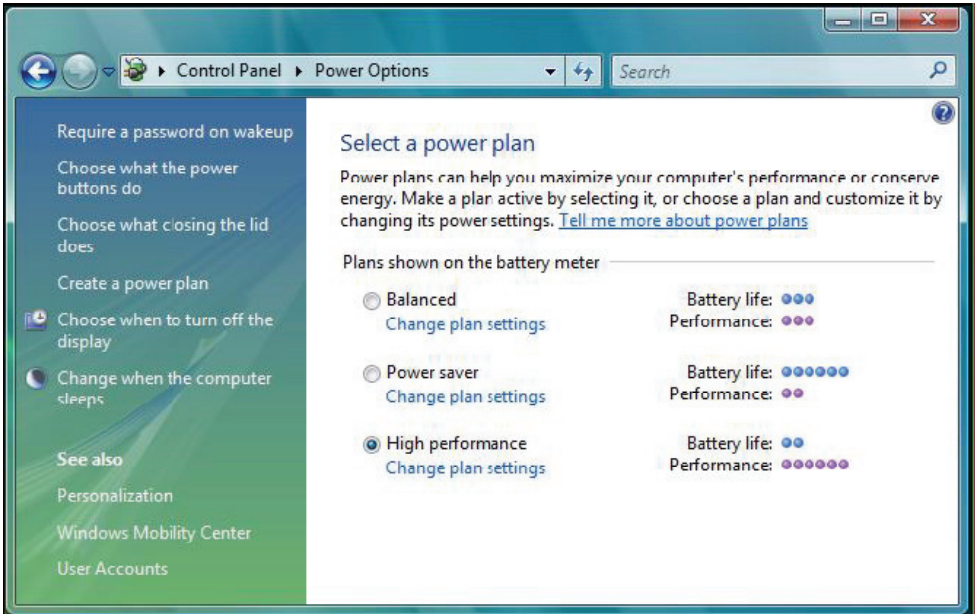 Control Panel
Power Options
Search
Require a password on wakeup
Choose what the power
buttons do
Choose what closing the lid
does
Create a power plan
Choose when to turn off the
display
Change when the computer
sleeps
See also
Personalization
Windows Mobility Center
User Accounts
Select a power plan
Power plans can help you maximize your computer's performance or conserve
energy. Make a plan active by selecting it, or choose a plan and customize it by
changing its power settings. Tell me more about power plans
Plans shown on the battery meter
Balanced
Battery life:
Change plan settings
Performance:
Power saver
Battery life:
Change plan settings
Performance:
High performance
Battery life:
Change plan settings
Performance: